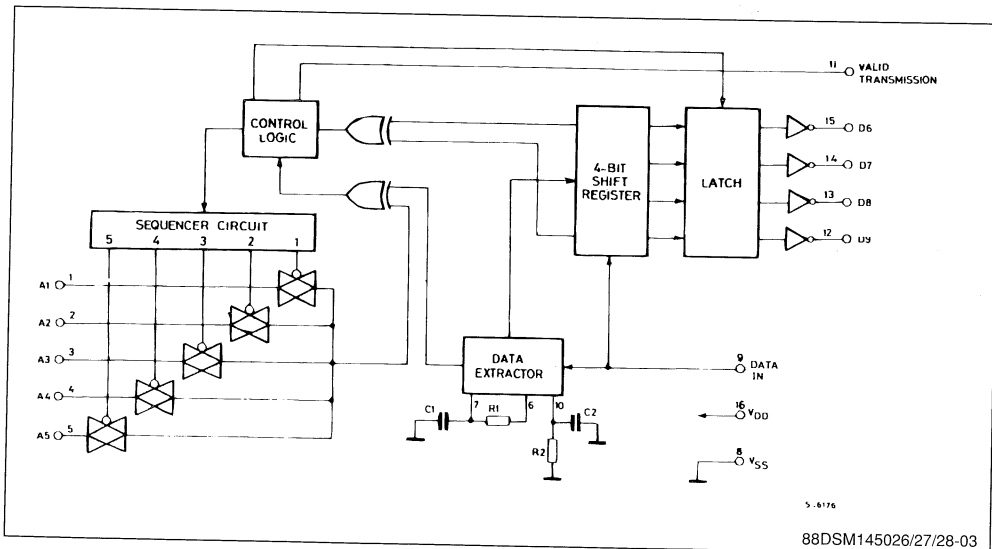 11 VALID
TRANSMISSION
CONTROL
LOGIC
4-BIT
SHIFT
REGISTER
LATCH
15 D6
14 D7
13 D8
12 D9
SEQUENCER CIRCUIT
5 4 3 2 1
A1 1
A2 2
A3 3
A4 4
A5 5
DATA
EXTRACTOR
9 DATA
IN
7 6 10
C1 R1 C2
R2
16 VDD
8 VSS
S-6176
88DSM145026/27/28-03